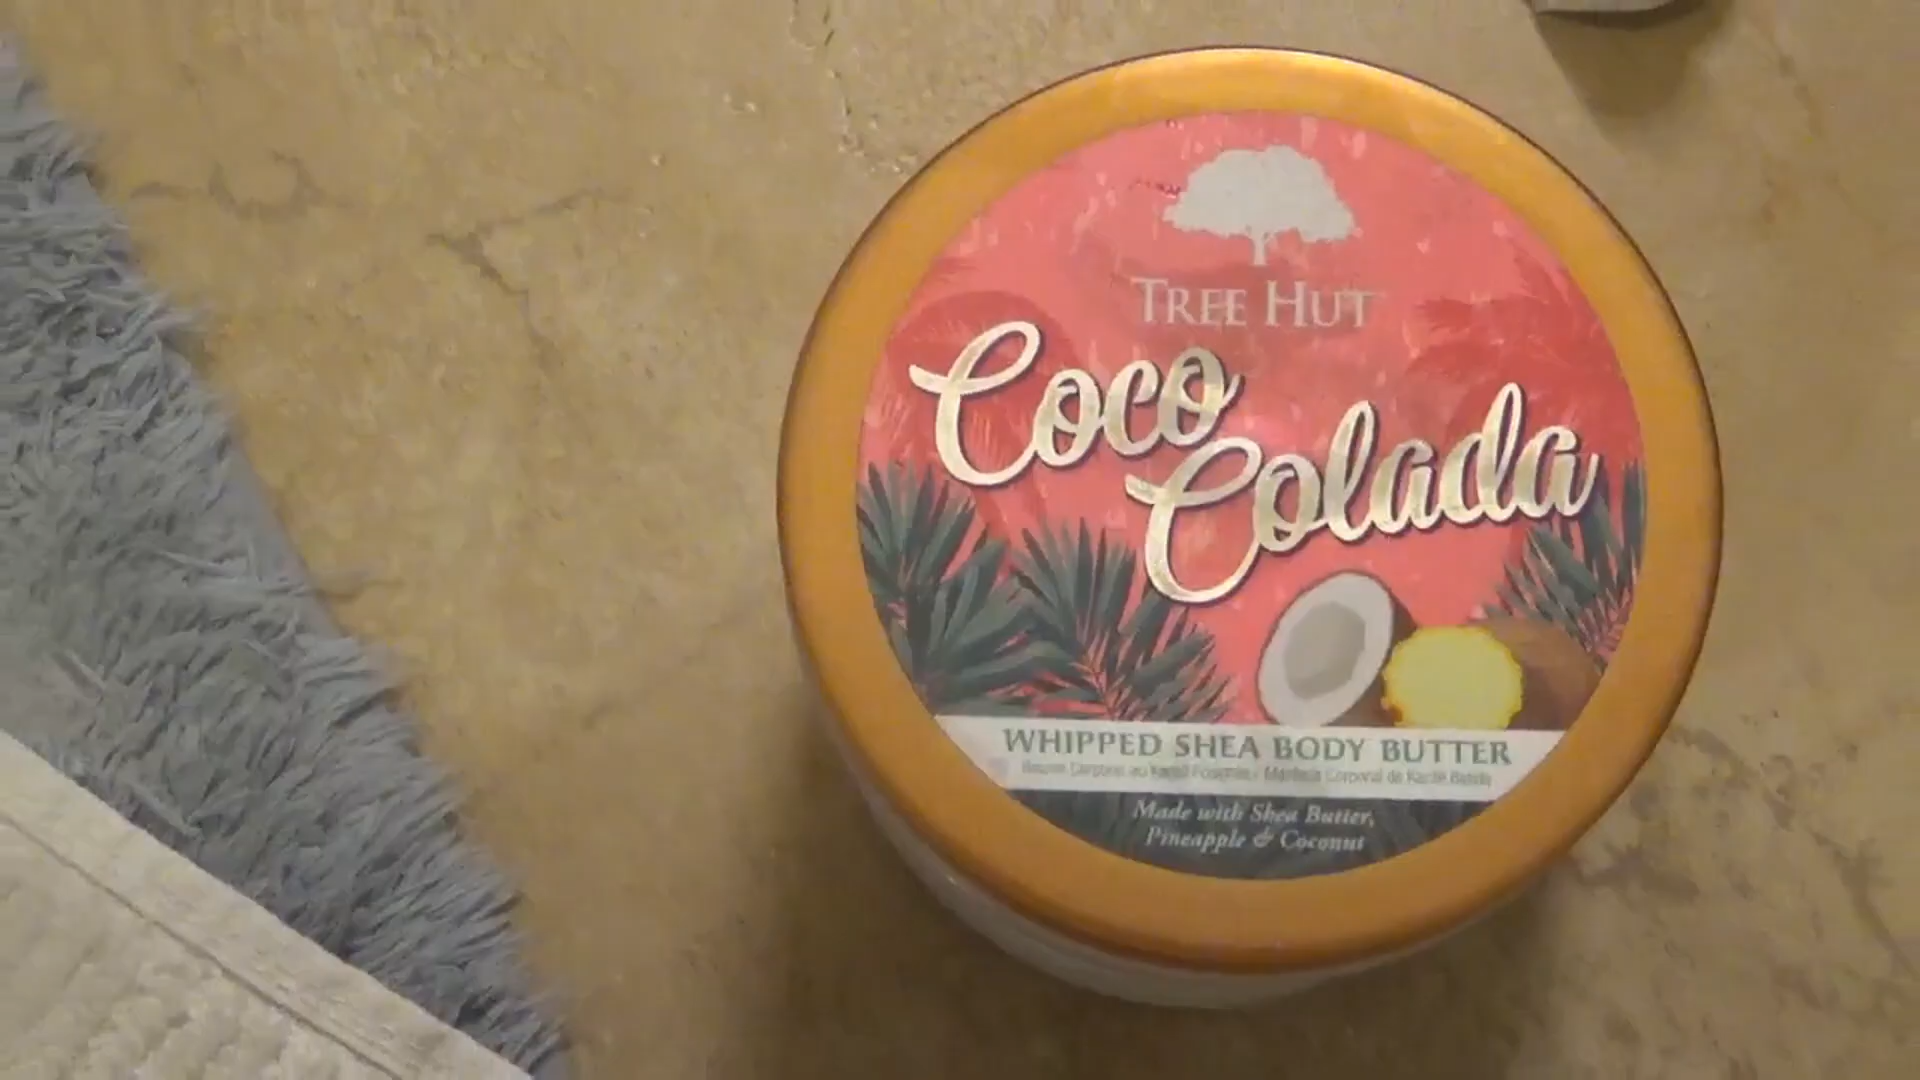 TREE HUT
Coco
Colada
WHIPPED SHEA BODY BUTTER
Made with Shea Butter,
Pineapple & Coconut